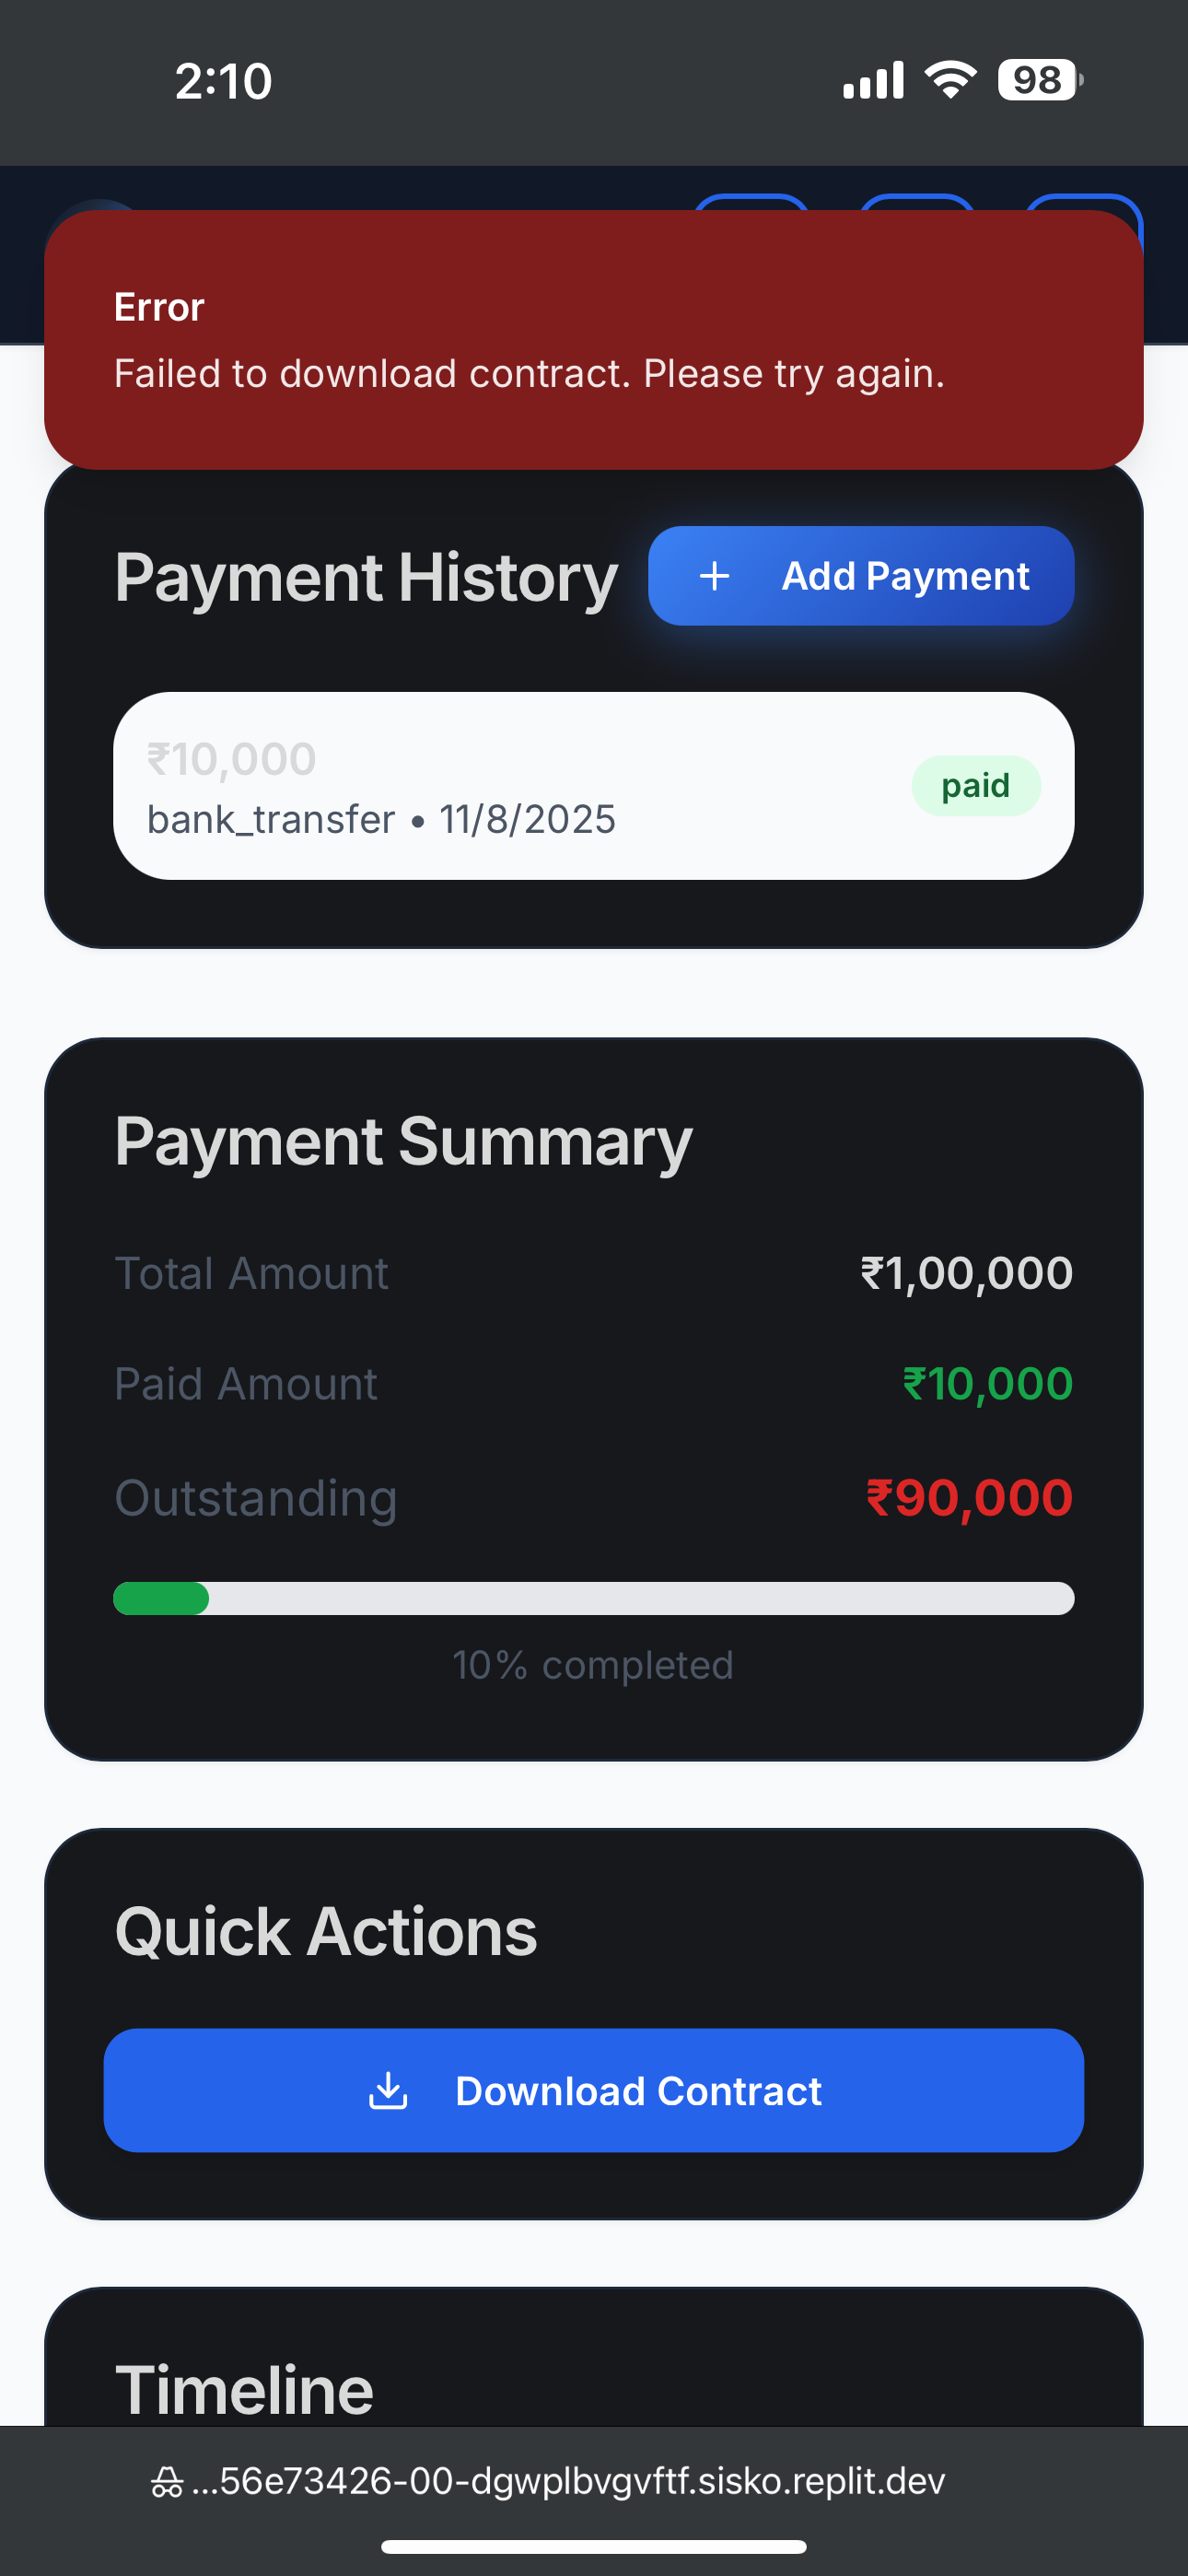 2:10
98
Error
Failed to download contract. Please try again.
Payment History
Add Payment
₹10,000
bank_transfer • 11/8/2025
paid
Payment Summary
Total Amount
₹1,00,000
Paid Amount
₹10,000
Outstanding
₹90,000
10% completed
Quick Actions
Download Contract
Timeline
...56e73426-00-dgwplbvgvftf.sisko.replit.dev